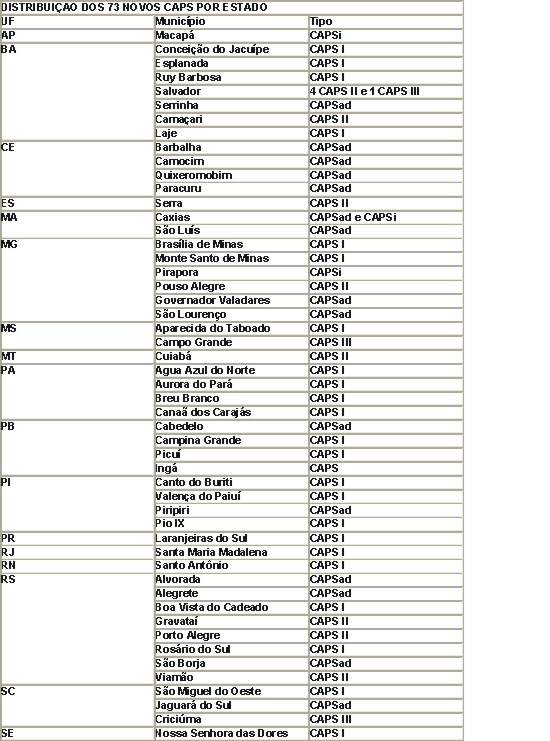 DISTRIBUIÇÃO DOS 73 NOVOS CAPS POR ESTADO
UF Município Tipo
AP Macapá CAPSi
BA Conceição do Jacuípe CAPS I
Esplanada CAPS I
Ruy Barbosa CAPS I
Salvador 4 CAPS II e 1 CAPS III
Serrinha CAPSad
Camaçari CAPS II
Laje CAPS I
CE Barbalha CAPSad
Camocim CAPSad
Quixeromobim CAPSad
Paracuru CAPSad
ES Serra CAPS II
MA Caxias CAPSad e CAPSi
São Luís CAPSad
MG Brasília de Minas CAPS I
Monte Santo de Minas CAPS I
Pirapora CAPSi
Pouso Alegre CAPS II
Governador Valadares CAPSad
São Lourenço CAPSad
MS Aparecida do Taboado CAPS I
Campo Grande CAPS III
MT Cuiabá CAPS II
PA Agua Azul do Norte CAPS I
Aurora do Pará CAPS I
Breu Branco CAPS I
Canaã dos Carajás CAPS I
PB Cabedelo CAPSad
Campina Grande CAPS I
Picuí CAPS I
Ingá CAPS
PI Canto do Buriti CAPS I
Valença do Paiuí CAPS I
Piripiri CAPSad
Pio IX CAPS I
PR Laranjeiras do Sul CAPS I
RJ Santa Maria Madalena CAPS I
RN Santo Antônio CAPS I
RS Alvorada CAPSad
Alegrete CAPSad
Boa Vista do Cadeado CAPS I
Gravataí CAPS II
Porto Alegre CAPS II
Rosário do Sul CAPS I
São Borja CAPSad
Viamão CAPS II
SC São Miguel do Oeste CAPS I
Jaguará do Sul CAPSad
Criciúma CAPS III
SE Nossa Senhora das Dores CAPS I